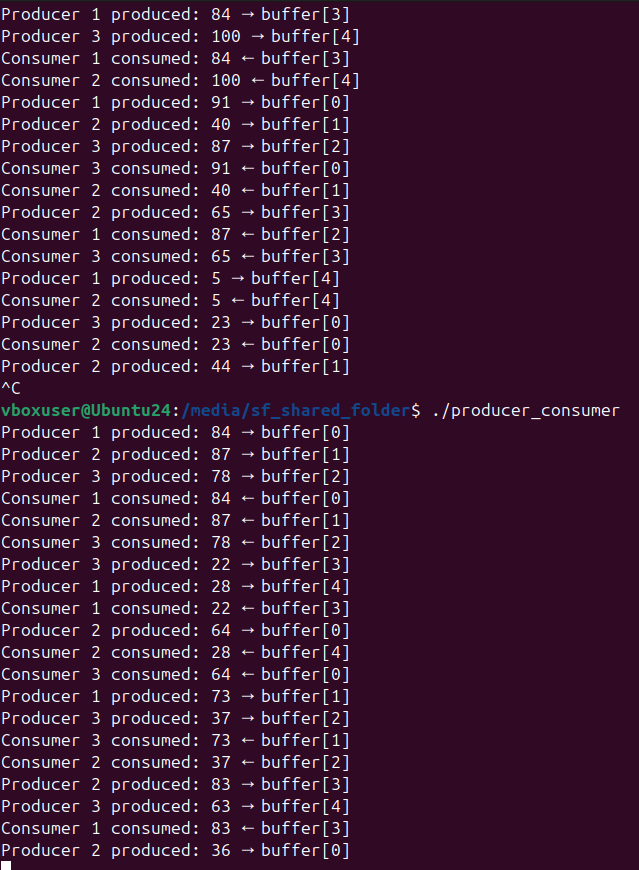 Producer 1 produced: 84 → buffer[3]
Producer 3 produced: 100 → buffer[4]
Consumer 1 consumed: 84 ← buffer[3]
Consumer 2 consumed: 100 ← buffer[4]
Producer 1 produced: 91 → buffer[0]
Producer 2 produced: 40 → buffer[1]
Producer 3 produced: 87 → buffer[2]
Consumer 3 consumed: 91 ← buffer[0]
Consumer 2 consumed: 40 ← buffer[1]
Producer 2 produced: 65 → buffer[3]
Consumer 1 consumed: 87 ← buffer[2]
Consumer 3 consumed: 65 ← buffer[3]
Producer 1 produced: 5 → buffer[4]
Consumer 2 consumed: 5 ← buffer[4]
Producer 3 produced: 23 → buffer[0]
Consumer 2 consumed: 23 ← buffer[0]
Producer 2 produced: 44 → buffer[1]
^C
vboxuser@Ubuntu24:/media/sf_shared_folder$ ./producer_consumer
Producer 1 produced: 84 → buffer[0]
Producer 2 produced: 87 → buffer[1]
Producer 3 produced: 78 → buffer[2]
Consumer 1 consumed: 84 ← buffer[0]
Consumer 2 consumed: 87 ← buffer[1]
Consumer 3 consumed: 78 ← buffer[2]
Producer 3 produced: 22 → buffer[3]
Producer 1 produced: 28 → buffer[4]
Consumer 1 consumed: 22 ← buffer[3]
Producer 2 produced: 64 → buffer[0]
Consumer 2 consumed: 28 ← buffer[4]
Consumer 3 consumed: 64 ← buffer[0]
Producer 1 produced: 73 → buffer[1]
Producer 3 produced: 37 → buffer[2]
Consumer 3 consumed: 73 ← buffer[1]
Consumer 2 consumed: 37 ← buffer[2]
Producer 2 produced: 83 → buffer[3]
Producer 3 produced: 63 → buffer[4]
Consumer 1 consumed: 83 ← buffer[3]
Producer 2 produced: 36 → buffer[0]